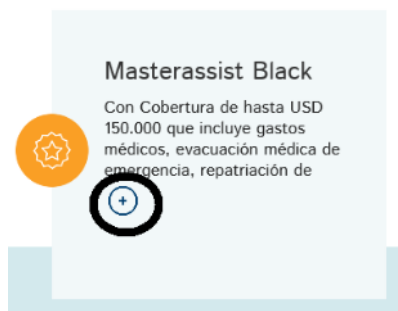 Masterassist Black
Con Cobertura de hasta USD
150.000 que incluye gastos
médicos, evacuación médica de
emergencia, repatriación de